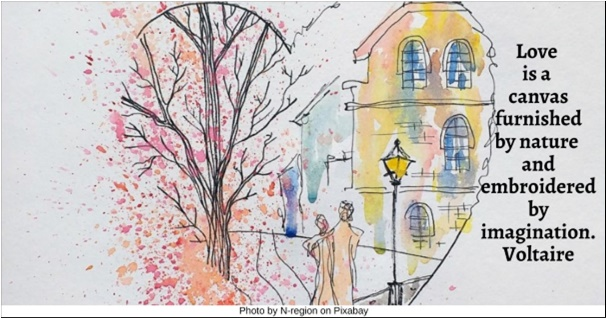 Love
is a
canvas
furnished
by nature
and
embroidered
by
imagination.
Voltaire
Photo by N-region on Pixabay